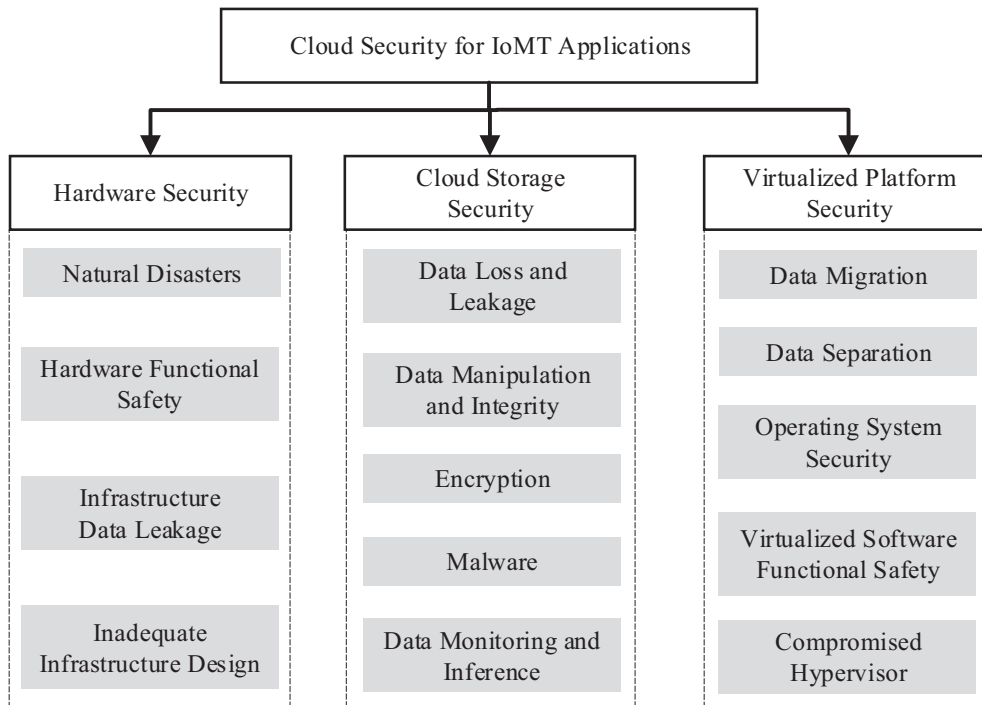 Cloud Security for IoMT Applications
Hardware Security
Natural Disasters
Hardware Functional
Safety
Infrastructure
Data Leakage
Inadequate
Infrastructure Design
Cloud Storage
Security
Data Loss and
Leakage
Data Manipulation
and Integrity
Encryption
Malware
Data Monitoring and
Inference
Virtualized Platform
Security
Data Migration
Data Separation
Operating System
Security
Virtualized Software
Functional Safety
Compromised
Hypervisor